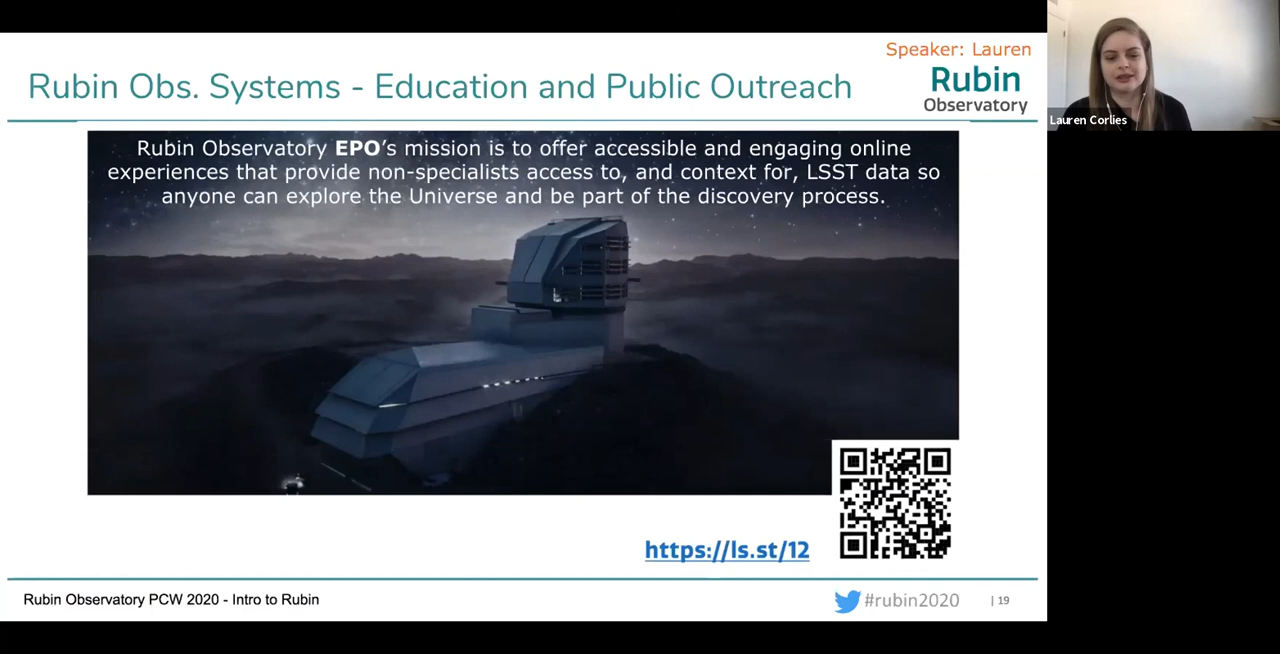 Speaker: Lauren
Rubin Obs. Systems - Education and Public Outreach
Rubin
Observatory
Lauren Corlies
Rubin Observatory EPO's mission is to offer accessible and engaging online
experiences that provide non-specialists access to, and context for, LSST data so
anyone can explore the Universe and be part of the discovery process.
https://ls.st/12
Rubin Observatory PCW 2020 - Intro to Rubin
#rubin2020
| 19